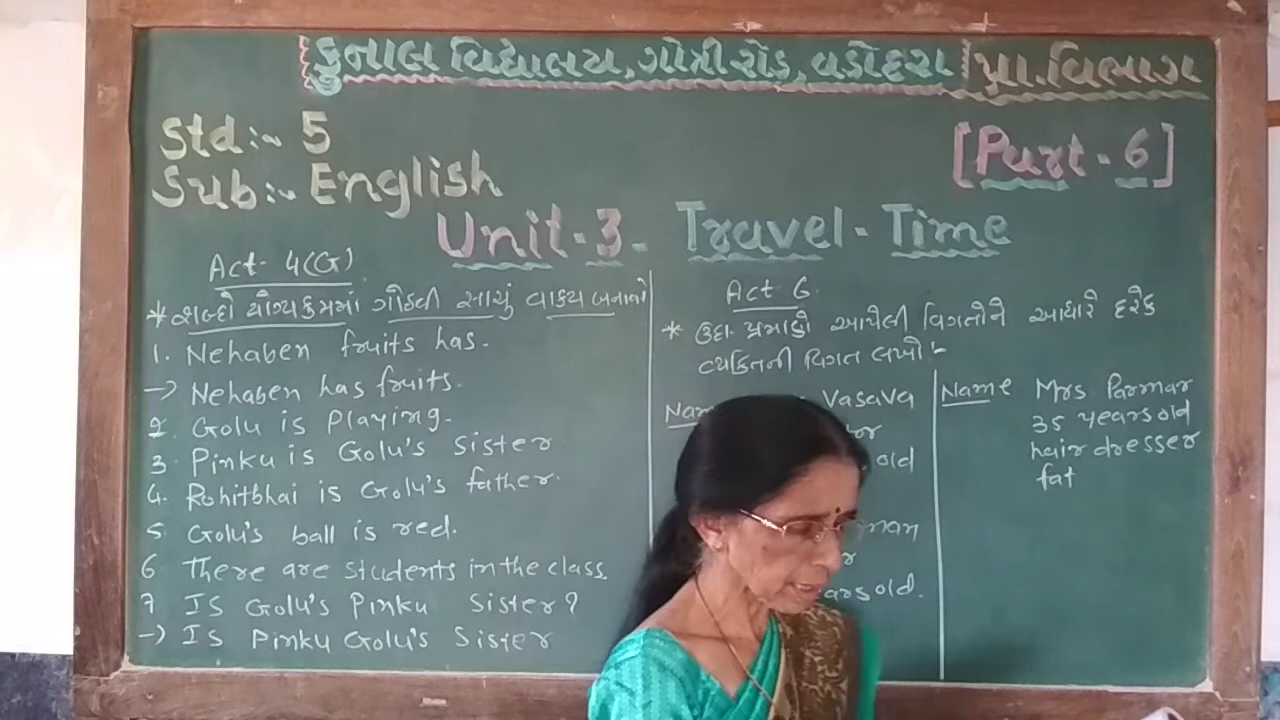 કુનાલ વિદ્યાલય, ગોત્રી રોડ, વડોદરા પ્રા. વિભાગ
Std:- 5
[Part - 6]
Sub:- English
Unit - 3 - Travel - Time
Act - 4(G)
* શબ્દો યોગ્ય ક્રમમાં ગોઠવી સાચું વાક્ય બનાવો
1. Nehaben fruits has.
-> Nehaben has fruits.
2. Golu is playing.
3. Pinku is Golu's sister
4. Rohitbhai is Golu's father.
5. Golu's ball is red.
6 There are students in the class.
7 Is Golu's Pinku sister?
-> Is Pinku Golu's Sister
Act 6
* ઉદા. પ્રમાણે આપેલી વિગતોને આધારે દરેક
વ્યક્તિની વિગત લખો :-
Vasava
old
old.
Name Mrs Parmar
35 years old
hair dresser
fat